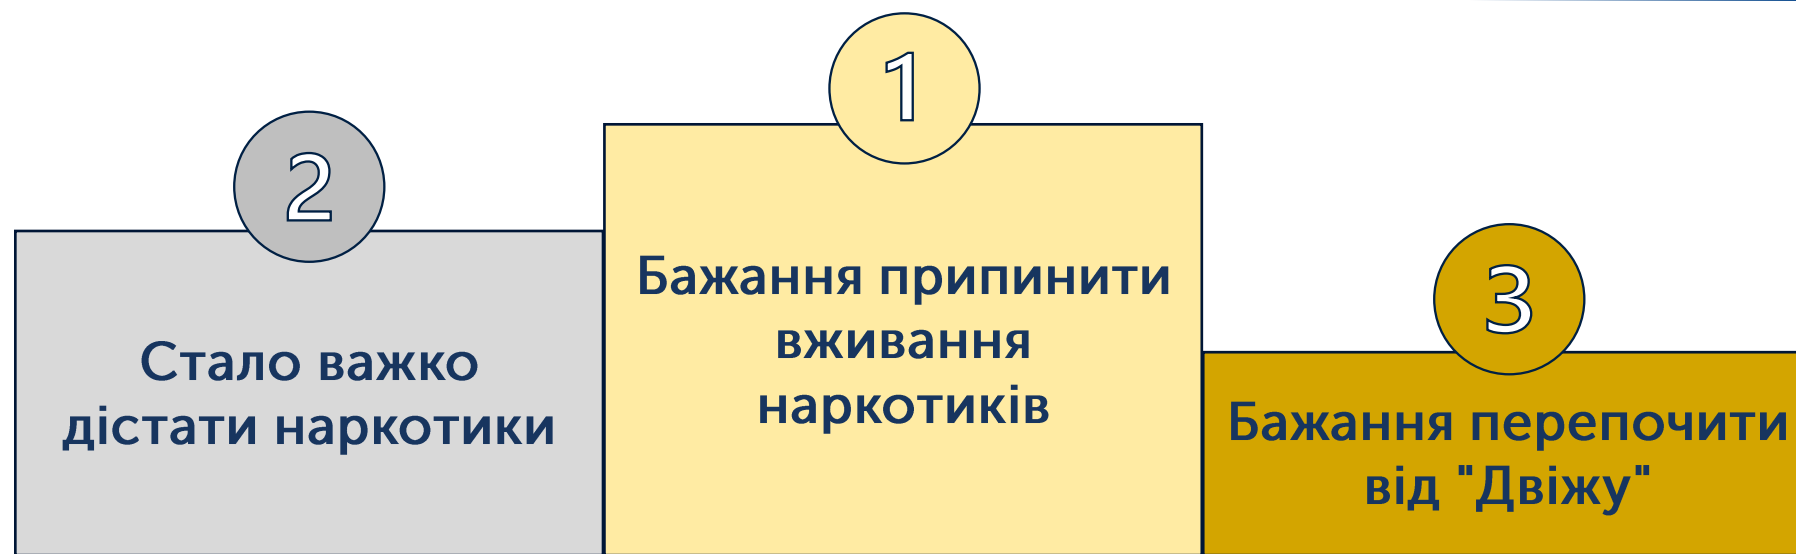 1
Бажання припинити
вживання
наркотиків
2
Стало важко
дістати наркотики
3
Бажання перепочити
від "Двіжу"